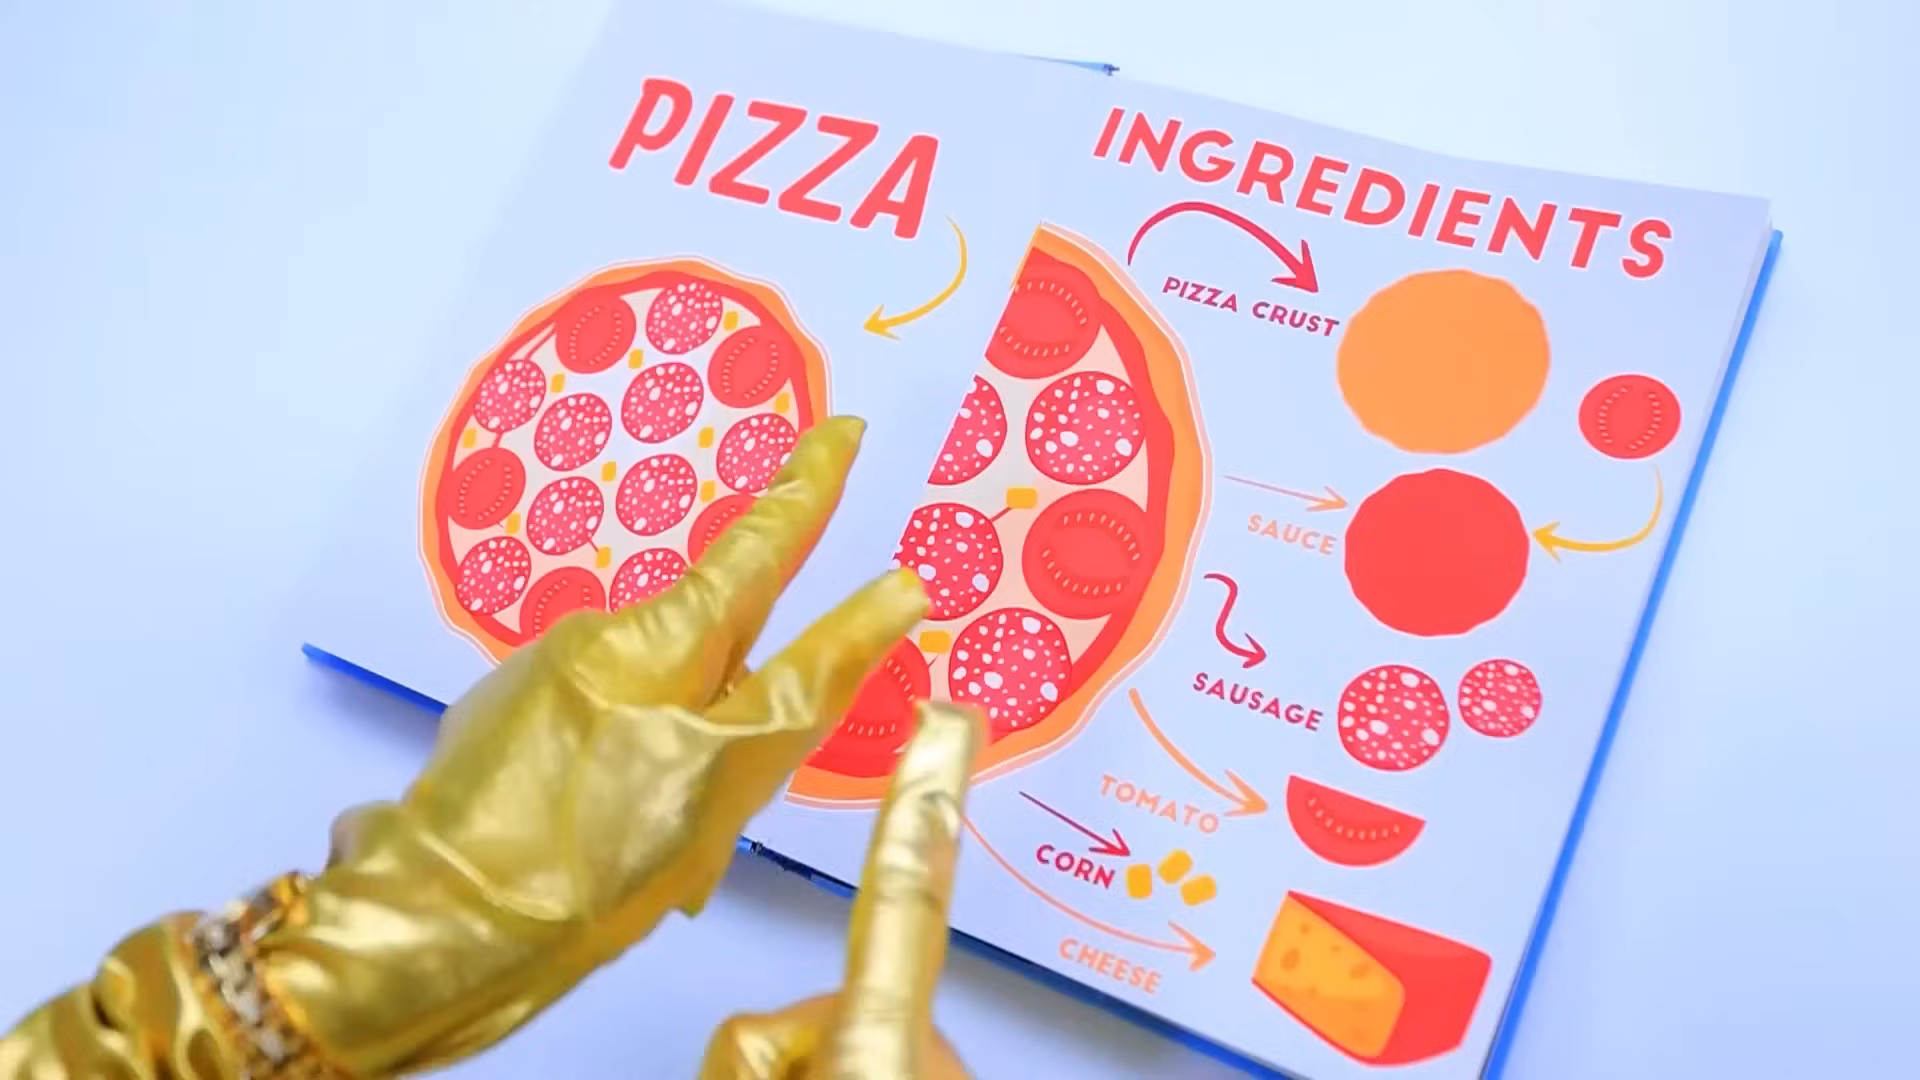 PIZZA
INGREDIENTS
PIZZA CRUST
SAUCE
SAUSAGE
TOMATO
CORN
CHEESE